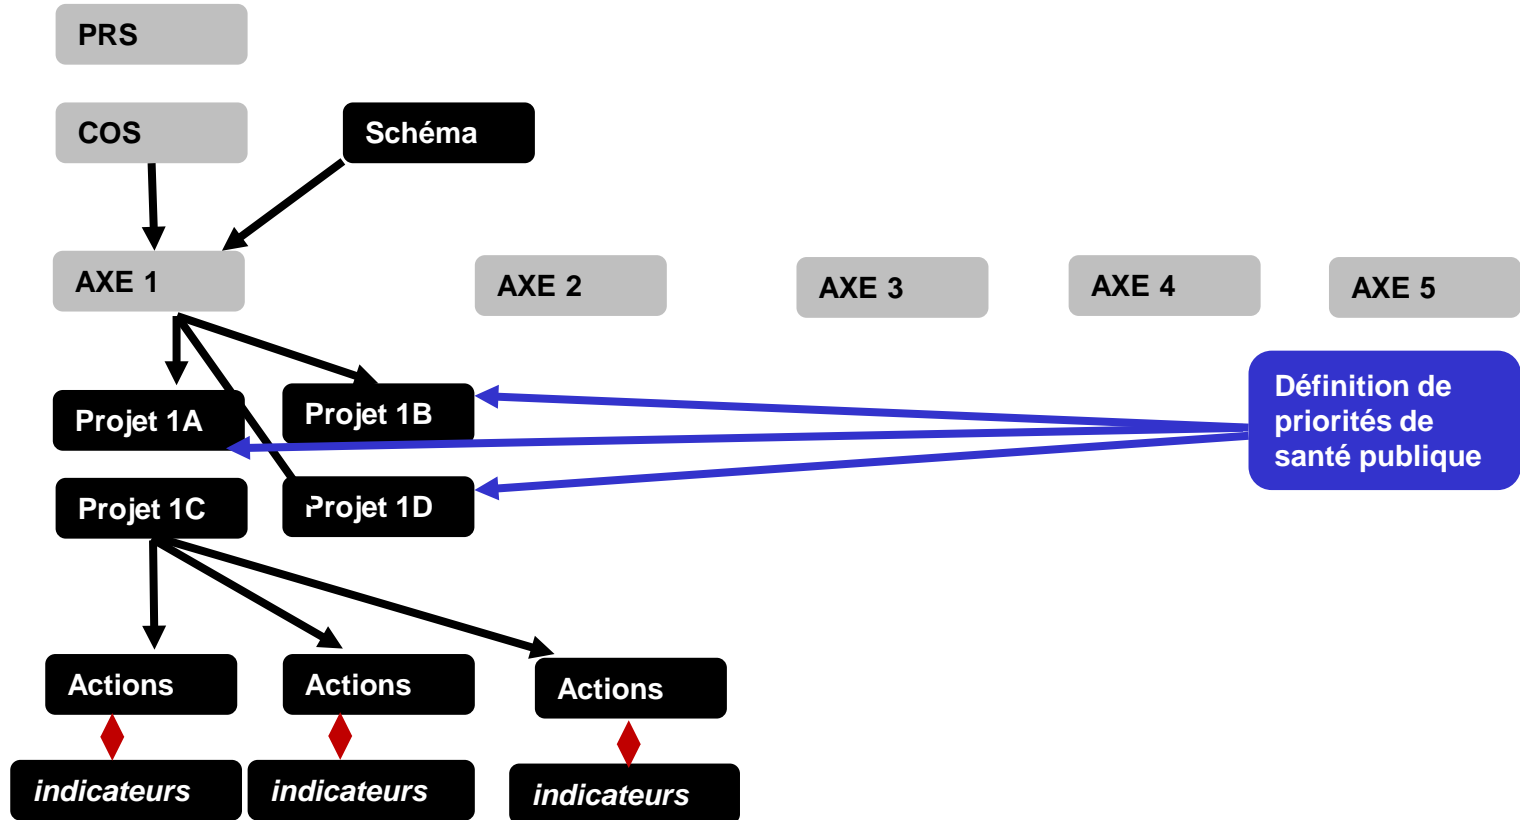 PRS
COS
Schéma
AXE 1
AXE 2
AXE 3
AXE 4
AXE 5
Projet 1A
Projet 1B
Définition de
priorités de
santé publique
Projet 1C
Projet 1D
Actions
Actions
Actions
indicateurs
indicateurs
indicateurs